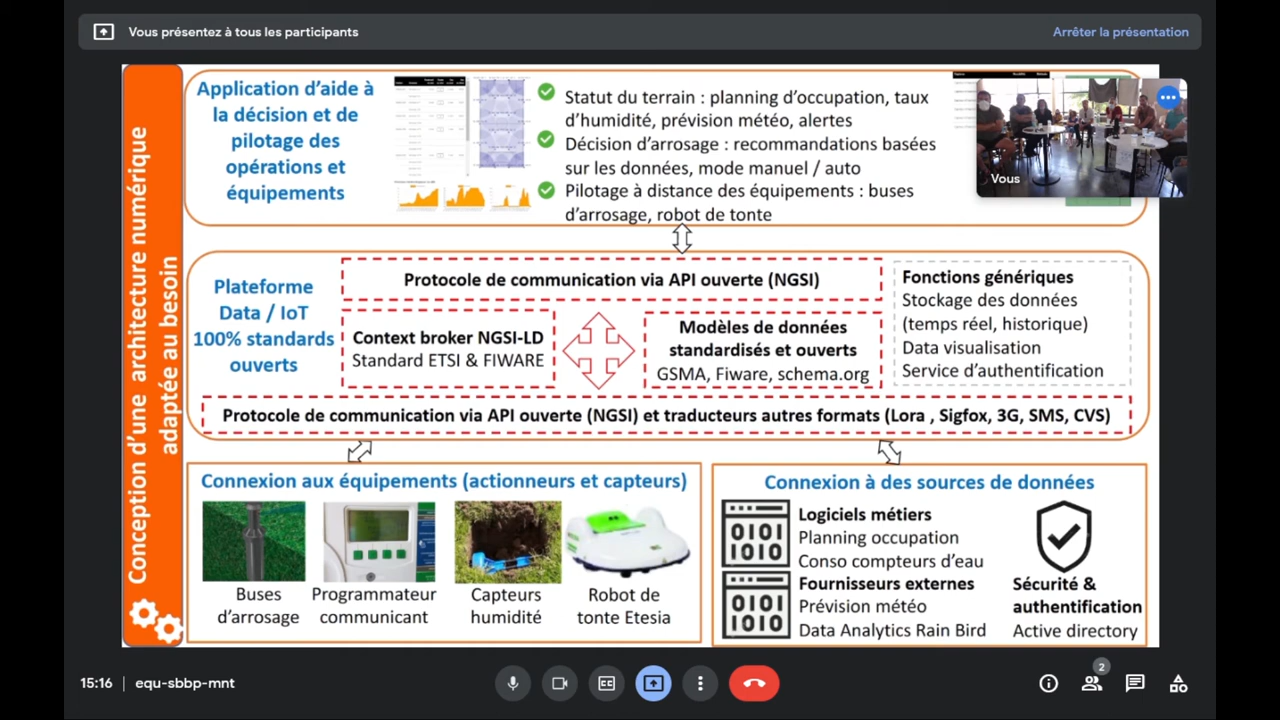 Vous présentez à tous les participants
Arrêter la présentation
Conception d'une architecture numérique
adaptée au besoin
Application d'aide à
la décision et de
pilotage des
opérations et
équipements
Statut du terrain : planning d'occupation, taux
d'humidité, prévision météo, alertes
Décision d'arrosage : recommandations basées
sur les données, mode manuel / auto
Pilotage à distance des équipements : buses
d'arrosage, robot de tonte
Vous
Plateforme
Data / IoT
100% standards
ouverts
Protocole de communication via API ouverte (NGSI)
Context broker NGSI-LD
Standard ETSI & FIWARE
Modèles de données
standardisés et ouverts
GSMA, Fiware, schema.org
Fonctions génériques
Stockage des données
(temps réel, historique)
Data visualisation
Service d'authentification
Protocole de communication via API ouverte (NGSI) et traducteurs autres formats (Lora , Sigfox, 3G, SMS, CVS)
Connexion aux équipements (actionneurs et capteurs)
Buses
d'arrosage
Programmateur
communicant
Capteurs
humidité
Robot de
tonte Etesia
Connexion à des sources de données
0101
1010
Logiciels métiers
Planning occupation
Conso compteurs d'eau
0101
1010
Fournisseurs externes
Prévision météo
Data Analytics Rain Bird
Sécurité &
authentification
Active directory
15:16 | equ-sbbp-mnt
2